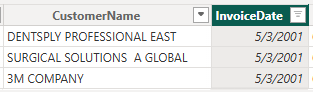 CustomerName InvoiceDate
DENTSPLY PROFESSIONAL EAST 5/3/2001
SURGICAL SOLUTIONS  A GLOBAL 5/3/2001
3M COMPANY 5/3/2001